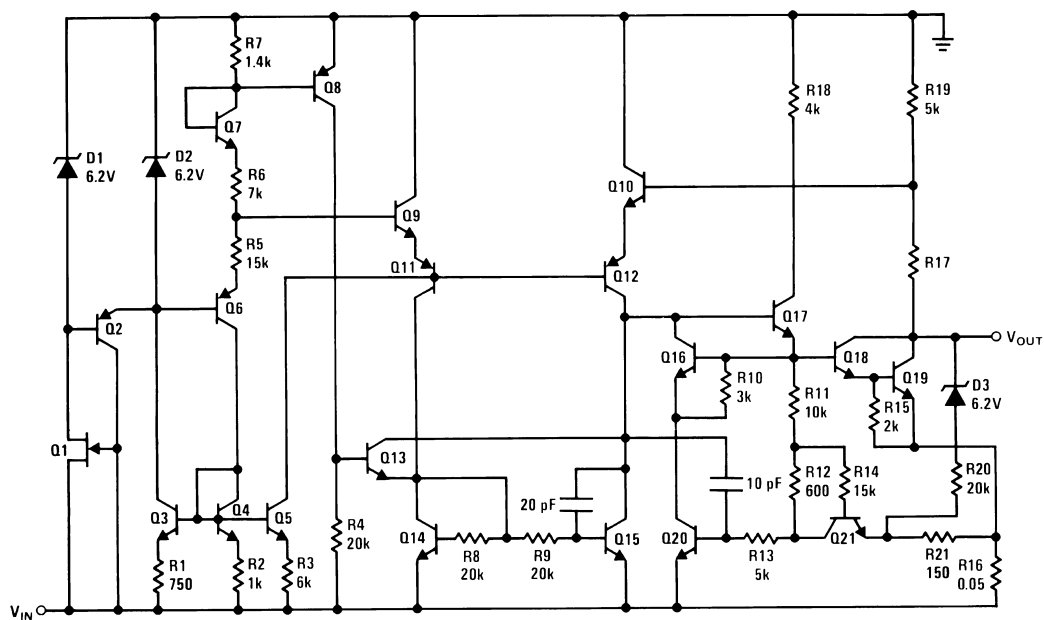 R7
1.4k
Q8
R18
4k
R19
5k
Q7
D1
6.2V
D2
6.2V
R6
7k
Q10
Q9
R5
15k
Q11
R17
Q12
Q6
Q2
Q17
VOUT
Q16
Q18
Q19
R10
3k
R11
10k
R15
2k
D3
6.2V
Q1
Q13
10 pF
R12
600
R14
15k
R20
20k
Q3
Q4
Q5
R4
20k
20 pF
Q14
R8
20k
R9
20k
Q15
Q20
R13
5k
Q21
R21
150
R16
0.05
R1
750
R2
1k
R3
6k
VIN